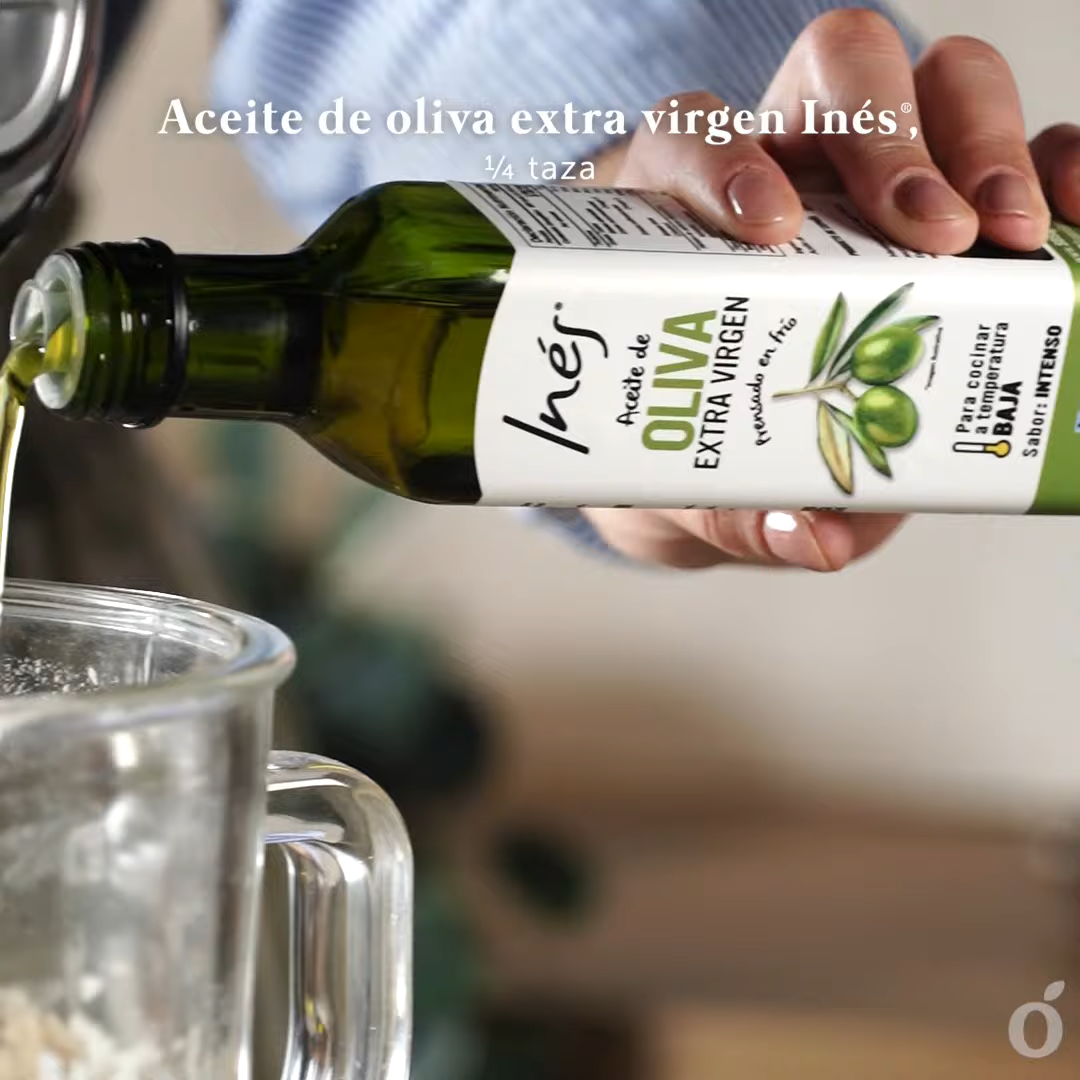 Aceite de oliva extra virgen Inés®,
¼ taza
Inés®
Aceite de
OLIVA
EXTRA VIRGEN
Prensado en frío
Para cocinar
a temperatura
BAJA
Sabor: INTENSO